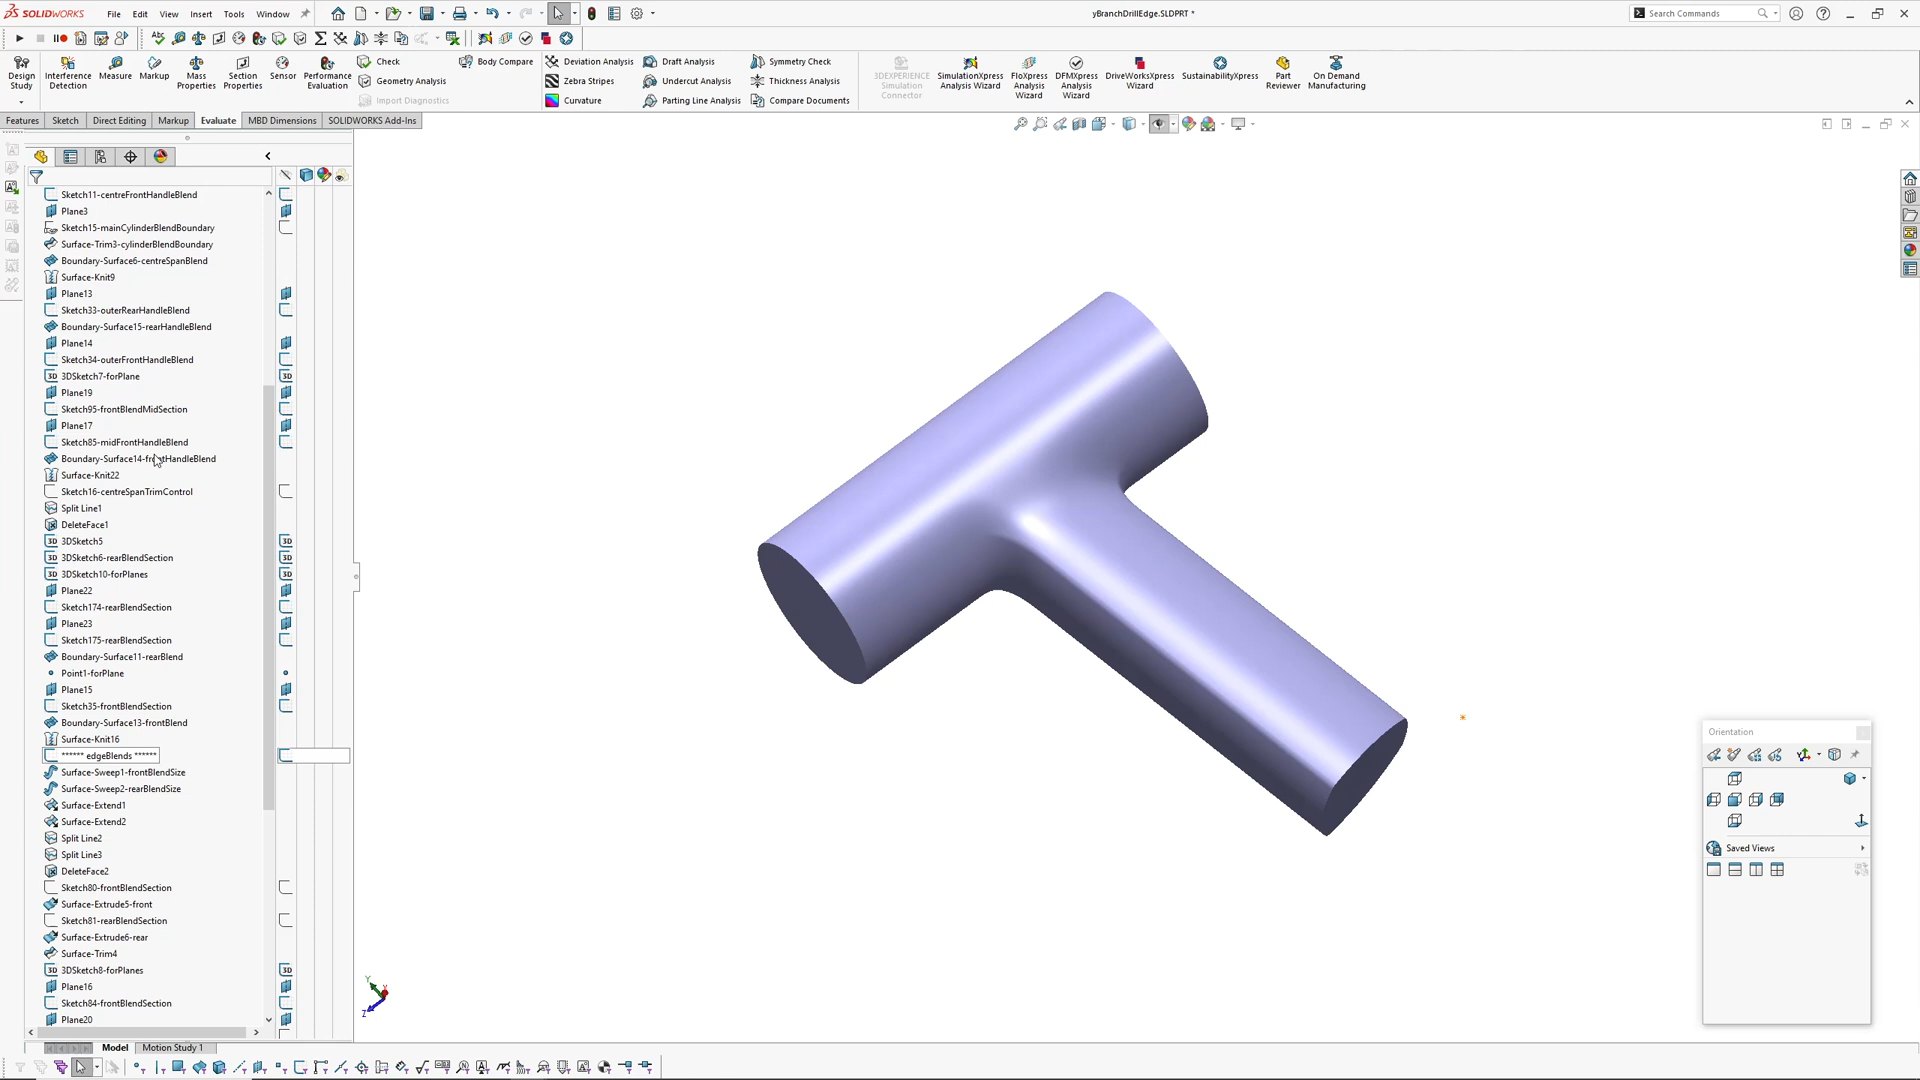 SOLIDWORKS
File
Edit
View
Insert
Tools
Window
yBranchDrillEdge.SLDPRT *
Search Commands
Design Study
Interference Detection
Measure
Markup
Mass Properties
Section Properties
Sensor
Performance Evaluation
Check
Geometry Analysis
Import Diagnostics
Body Compare
Deviation Analysis
Zebra Stripes
Curvature
Draft Analysis
Undercut Analysis
Parting Line Analysis
Symmetry Check
Thickness Analysis
Compare Documents
3DEXPERIENCE Simulation Connector
SimulationXpress Analysis Wizard
FloXpress Analysis Wizard
DFMXpress Analysis Wizard
DriveWorksXpress Wizard
SustainabilityXpress
Part Reviewer
On Demand Manufacturing
Features
Sketch
Direct Editing
Markup
Evaluate
MBD Dimensions
SOLIDWORKS Add-Ins
Sketch11-centreFrontHandleBlend
Plane3
Sketch15-mainCylinderBlendBoundary
Surface-Trim3-cylinderBlendBoundary
Boundary-Surface6-centreSpanBlend
Surface-Knit9
Plane13
Sketch33-outerRearHandleBlend
Boundary-Surface15-rearHandleBlend
Plane14
Sketch34-outerFrontHandleBlend
3DSketch7-forPlane
Plane19
Sketch95-frontBlendMidSection
Plane17
Sketch85-midFrontHandleBlend
Boundary-Surface14-frontHandleBlend
Surface-Knit22
Sketch16-centreSpanTrimControl
Split Line1
DeleteFace1
3DSketch5
3DSketch6-rearBlendSection
3DSketch10-forPlanes
Plane22
Sketch174-rearBlendSection
Plane23
Sketch175-rearBlendSection
Boundary-Surface11-rearBlend
Point1-forPlane
Plane15
Sketch35-frontBlendSection
Boundary-Surface13-frontBlend
Surface-Knit16
****** edgeBlends ******
Surface-Sweep1-frontBlendSize
Surface-Sweep2-rearBlendSize
Surface-Extend1
Surface-Extend2
Split Line2
Split Line3
DeleteFace2
Sketch80-frontBlendSection
Surface-Extrude5-front
Sketch81-rearBlendSection
Surface-Extrude6-rear
Surface-Trim4
3DSketch8-forPlanes
Plane16
Sketch84-frontBlendSection
Plane20
Orientation
Saved Views
Y
Z
Model
Motion Study 1